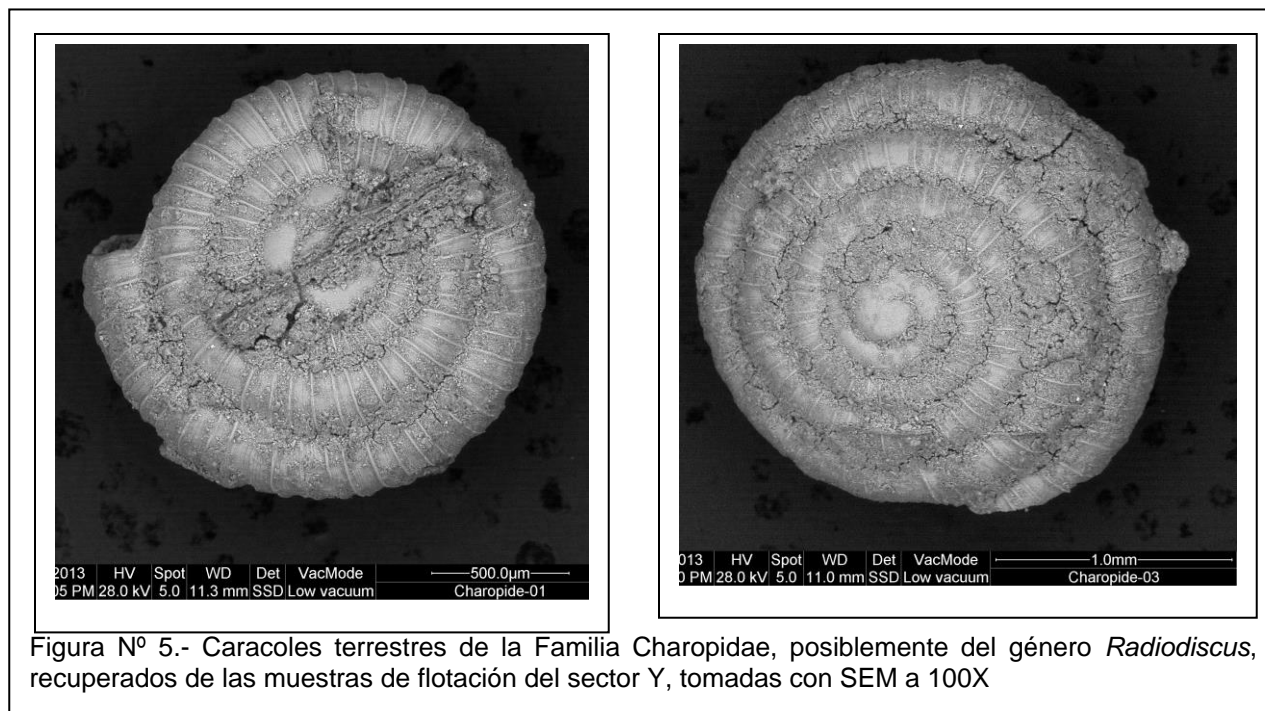 2013 HV Spot WD Det VacMode 500.0µm
05 PM 28.0 kV 5.0 11.3 mm SSD Low vacuum Charopide-01
013 HV Spot WD Det VacMode 1.0mm
0 PM 28.0 kV 5.0 11.0 mm SSD Low vacuum Charopide-03
Figura Nº 5.- Caracoles terrestres de la Familia Charopidae, posiblemente del género Radiodiscus,
recuperados de las muestras de flotación del sector Y, tomadas con SEM a 100X